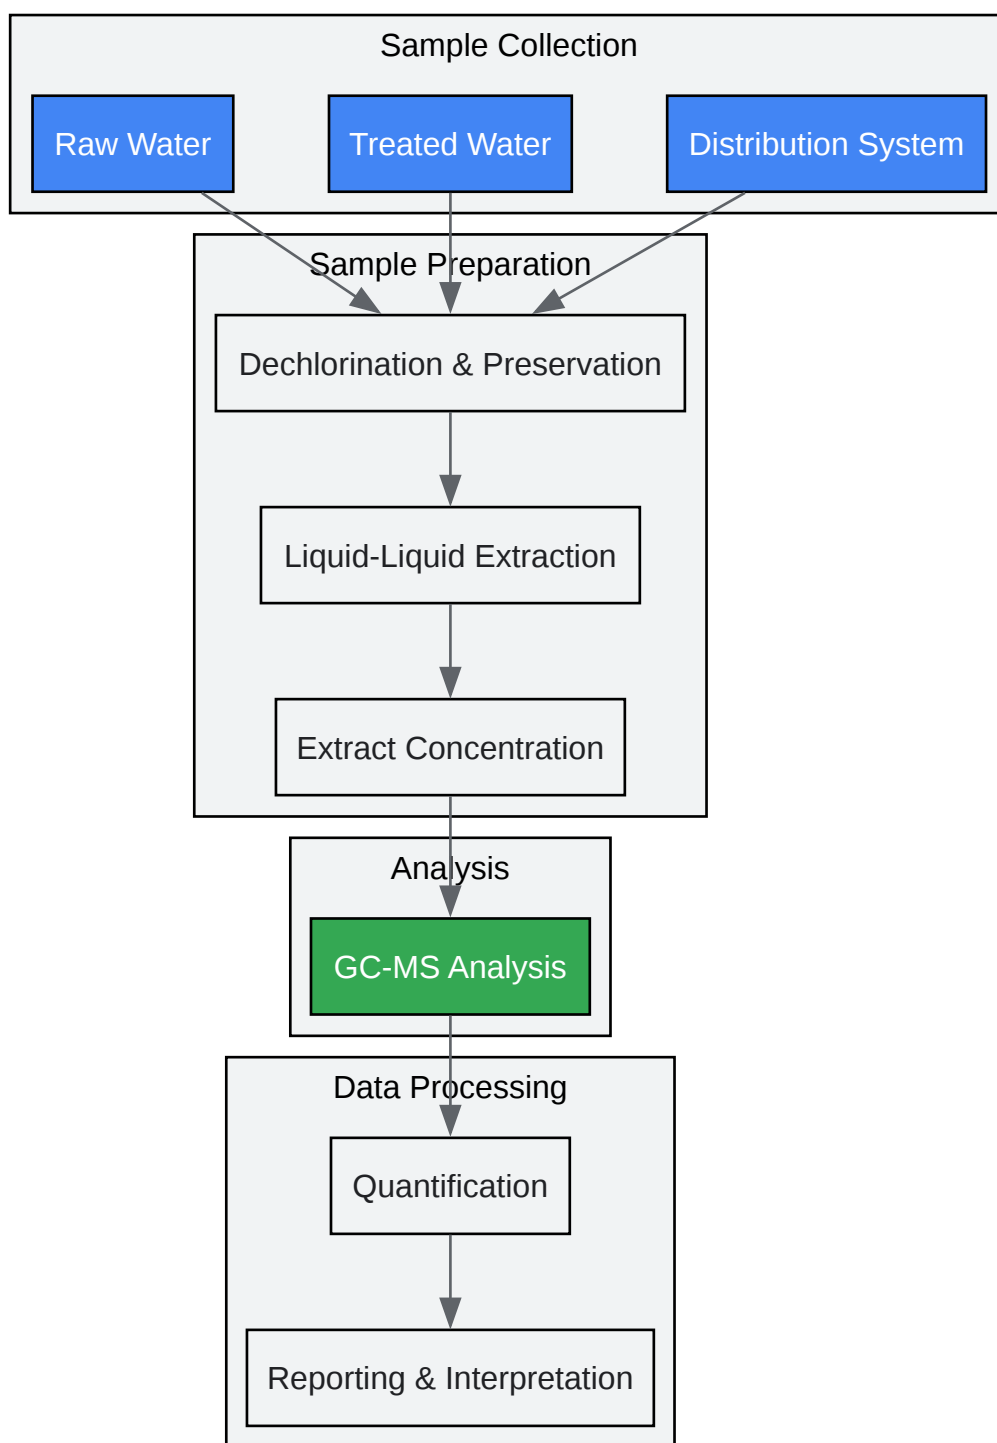 Sample Collection
Raw Water
Treated Water
Distribution System
Sample Preparation
Dechlorination & Preservation
Liquid-Liquid Extraction
Extract Concentration
Analysis
GC-MS Analysis
Data Processing
Quantification
Reporting & Interpretation